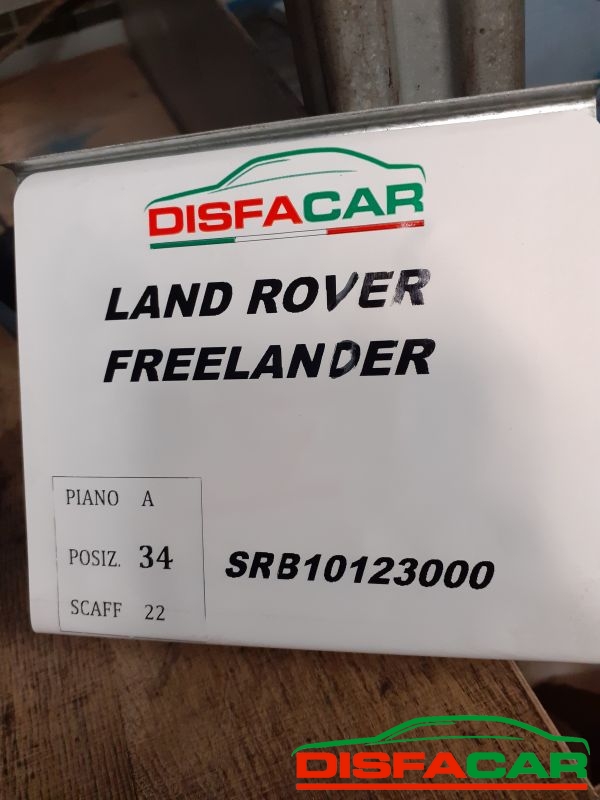 DISFACAR
LAND ROVER
FREELANDER
PIANO A
POSIZ. 34
SCAFF 22
SRB10123000
DISFACAR